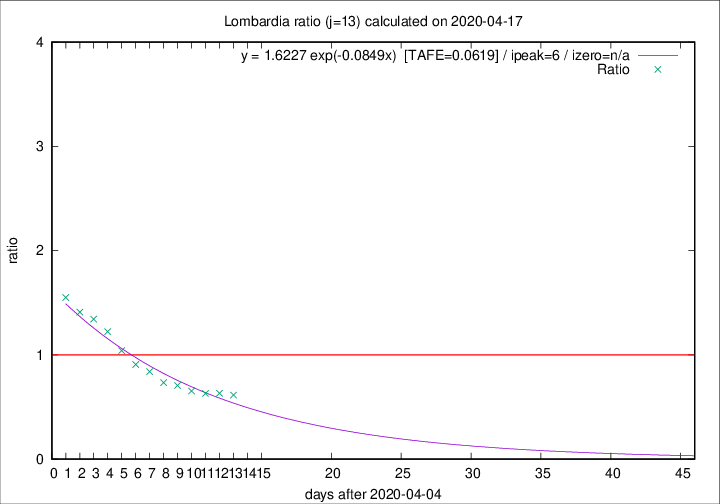 Lombardia ratio (j=13) calculated on 2020-04-17
y = 1.6227 exp(-0.0849x)  [TAFE=0.0619] / ipeak=6 / izero=n/a
Ratio
4
3
2
1
0
ratio
0 1 2 3 4 5 6 7 8 9 10 11 12 13 14 15 20 25 30 35 40 45
days after 2020-04-04